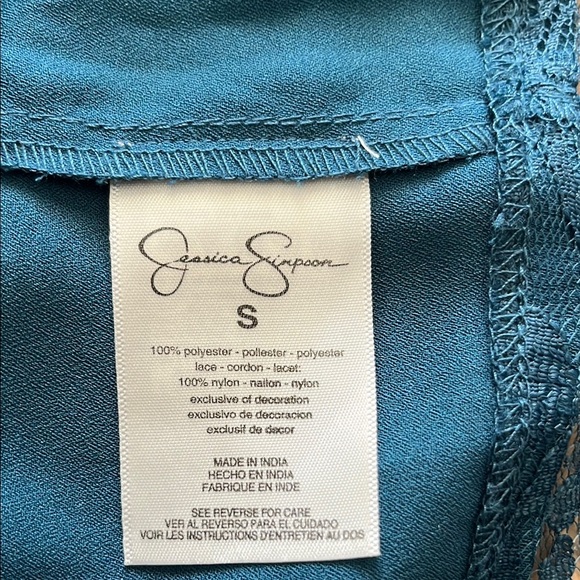 Jessica Simpson
S
100% polyester - poliester - polyester
lace - cordon - lacet:
100% nylon - nailon - nylon
exclusive of decoration
exclusivo de decoracion
exclusif de decor
MADE IN INDIA
HECHO EN INDIA
FABRIQUE EN INDE
SEE REVERSE FOR CARE
VER AL REVERSO PARA EL CUIDADO
VOIR LES INSTRUCTIONS D'ENTRETIEN AU DOS